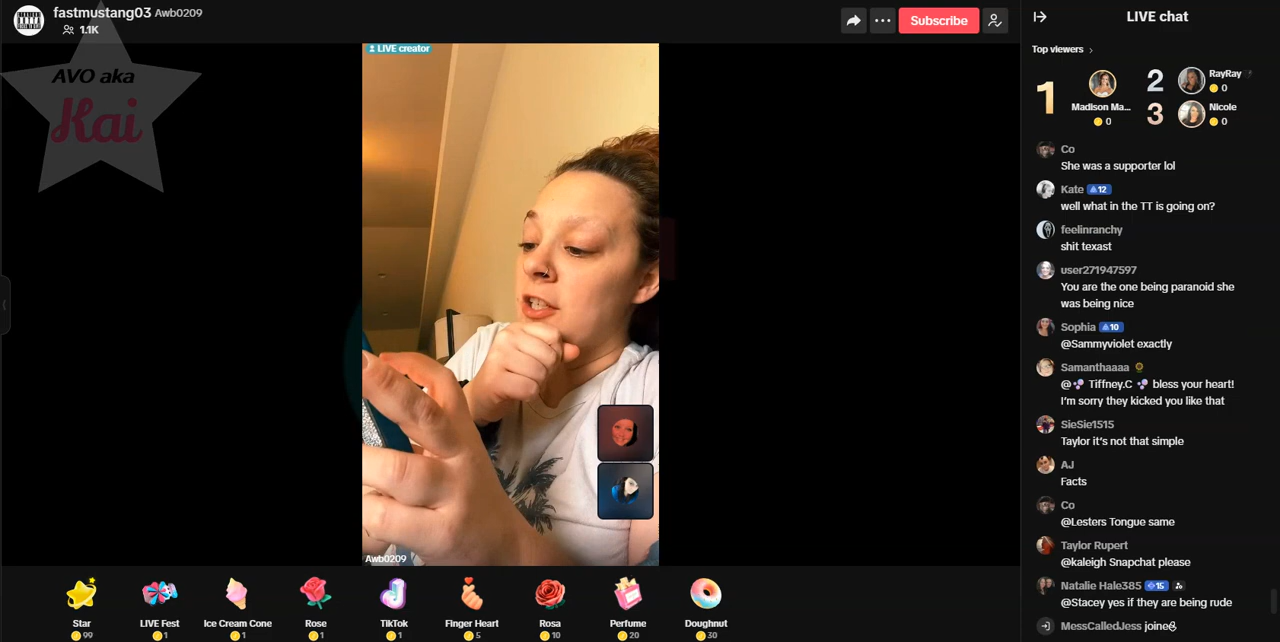 fastmustang03 Awb0209
1.1K
Subscribe
AVO aka
Kai
LIVE creator
Awb0209
Star
99
LIVE Fest
1
Ice Cream Cone
1
Rose
1
TikTok
1
Finger Heart
5
Rosa
10
Perfume
20
Doughnut
30
LIVE chat
Top viewers
1
Madison Ma...
0
2
RayRay
0
3
Nicole
0
Co
She was a supporter lol
Kate 12
well what in the TT is going on?
feelinranchy
shit texast
user271947597
You are the one being paranoid she
was being nice
Sophia 10
@Sammyviolet exactly
Samanthaaaa
@ Tiffney.C bless your heart!
I'm sorry they kicked you like that
SieSie1515
Taylor it's not that simple
AJ
Facts
Co
@Lesters Tongue same
Taylor Rupert
@kaleigh Snapchat please
Natalie Hale385 15
@Stacey yes if they are being rude
MessCalledJess joined